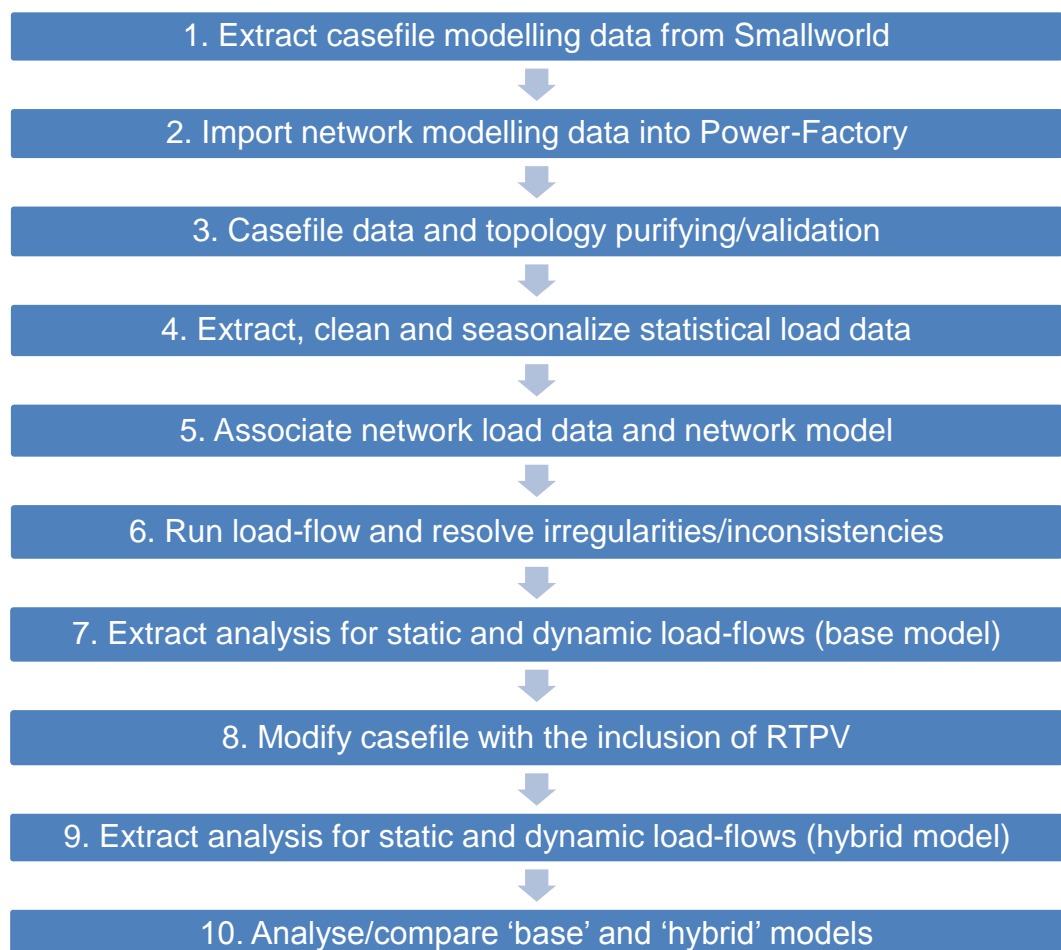 1. Extract casefile modelling data from Smallworld
2. Import network modelling data into Power-Factory
3. Casefile data and topology purifying/validation
4. Extract, clean and seasonalize statistical load data
5. Associate network load data and network model
6. Run load-flow and resolve irregularities/inconsistencies
7. Extract analysis for static and dynamic load-flows (base model)
8. Modify casefile with the inclusion of RTPV
9. Extract analysis for static and dynamic load-flows (hybrid model)
10. Analyse/compare ‘base’ and ‘hybrid’ models